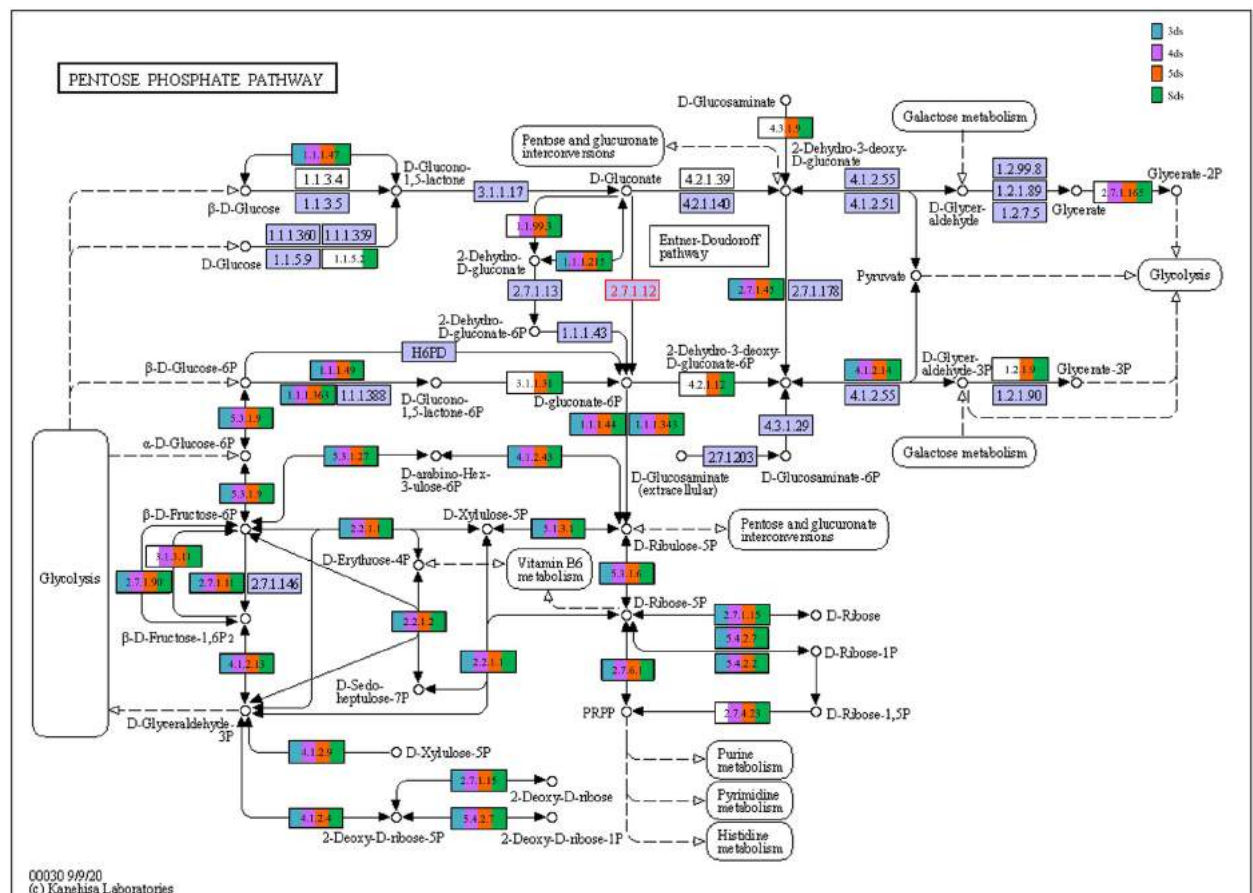 3ds
4ds
5ds
8ds
PENTOSE PHOSPHATE PATHWAY
D-Glucosaminate
4.3.1.9
Galactose metabolism
Pentose and glucuronate
interconversions
2-Dehydro-3-deoxy-
D-gluconate
1.1.1.47
D-Glucono-
1,5-lactone
1.1.3.4
β-D-Glucose
1.1.3.5
3.1.1.17
D-Gluconate
4.2.1.39
4.2.1.140
4.1.2.55
4.1.2.51
D-Glycer-
aldehyde
1.2.99.8
1.2.1.89
1.2.7.5
Glycerate
2.7.1.165
Glycerate-2P
1.1.1.360
1.1.1.359
D-Glucose
1.1.5.9
1.1.5.2
1.1.99.3
2-Dehydro-
D-gluconate
1.1.1.215
Entner-Doudoroff
pathway
Pyruvate
Glycolysis
2.7.1.13
2.7.1.12
2.7.1.45
2.7.1.178
2-Dehydro-
D-gluconate-6P
1.1.1.43
H6PD
β-D-Glucose-6P
1.1.1.49
1.1.1.363
1.1.1.388
D-Glucono-
1,5-lactone-6P
3.1.1.31
D-gluconate-6P
2-Dehydro-3-deoxy-
D-gluconate-6P
4.2.1.12
4.1.2.14
4.1.2.55
D-Glycer-
aldehyde-3P
1.2.1.9
1.2.1.90
Glycerate-3P
5.3.1.9
1.1.1.44
1.1.1.343
4.3.1.29
α-D-Glucose-6P
5.3.1.27
D-arabino-Hex-
3-ulose-6P
4.1.2.43
D-Glucosaminate
(extracellular)
2.7.1.203
D-Glucosaminate-6P
Galactose metabolism
5.3.1.9
β-D-Fructose-6P
2.2.1.1
D-Xylulose-5P
5.1.3.1
D-Ribulose-5P
Pentose and glucuronate
interconversions
Glycolysis
3.1.3.11
2.7.1.90
2.7.1.11
2.7.1.146
D-Erythrose-4P
Vitamin B6
metabolism
5.3.1.6
D-Ribose-5P
β-D-Fructose-1,6P2
2.2.1.2
2.7.1.15
D-Ribose
5.4.2.7
5.4.2.2
D-Ribose-1P
4.1.2.13
2.2.1.1
2.7.6.1
D-Sedo-
heptulose-7P
D-Glyceraldehyde-
3P
PRPP
2.7.4.23
D-Ribose-1,5P
4.1.2.9
D-Xylulose-5P
Purine
metabolism
2.7.1.15
2-Deoxy-D-ribose
Pyrimidine
metabolism
4.1.2.4
2-Deoxy-D-ribose-5P
5.4.2.7
2-Deoxy-D-ribose-1P
Histidine
metabolism
00030 9/9/20
(c) Kanehisa Laboratories